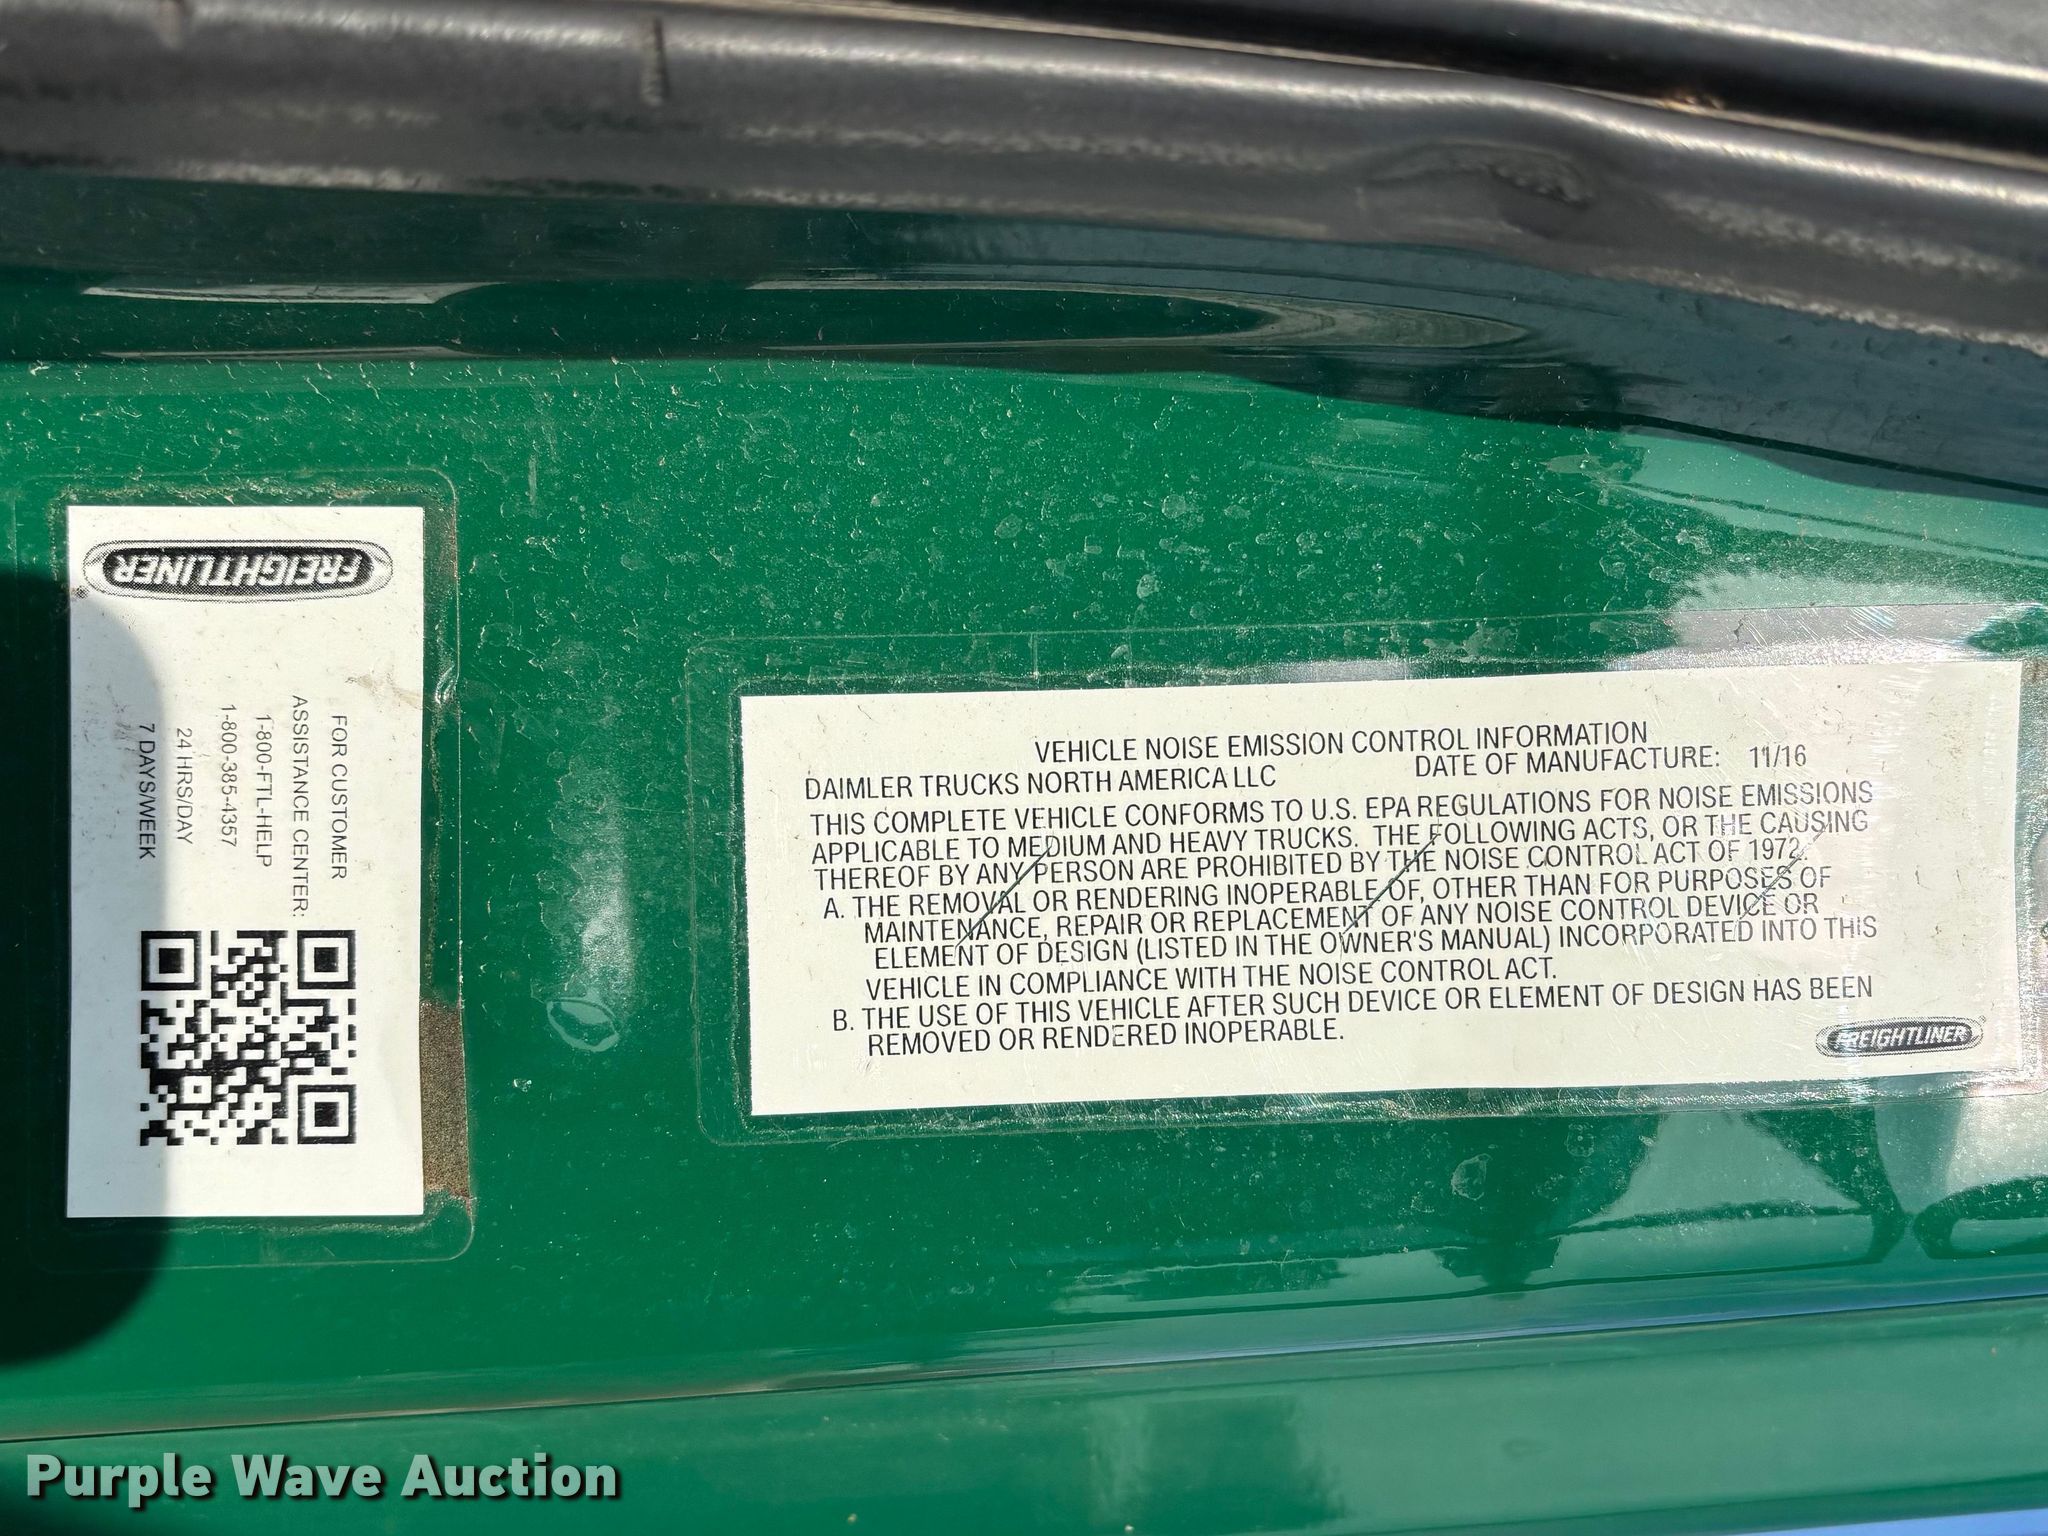 FREIGHTLINER
FOR CUSTOMER
ASSISTANCE CENTER:
1-800-FTL-HELP
1-800-385-4357
24 HRS/DAY
7 DAYS/WEEK
VEHICLE NOISE EMISSION CONTROL INFORMATION
DAIMLER TRUCKS NORTH AMERICA LLC DATE OF MANUFACTURE: 11/16
THIS COMPLETE VEHICLE CONFORMS TO U.S. EPA REGULATIONS FOR NOISE EMISSIONS
APPLICABLE TO MEDIUM AND HEAVY TRUCKS. THE FOLLOWING ACTS, OR THE CAUSING
THEREOF BY ANY PERSON ARE PROHIBITED BY THE NOISE CONTROL ACT OF 1972.
A. THE REMOVAL OR RENDERING INOPERABLE OF, OTHER THAN FOR PURPOSES OF
MAINTENANCE, REPAIR OR REPLACEMENT OF ANY NOISE CONTROL DEVICE OR
ELEMENT OF DESIGN (LISTED IN THE OWNER'S MANUAL) INCORPORATED INTO THIS
VEHICLE IN COMPLIANCE WITH THE NOISE CONTROL ACT.
B. THE USE OF THIS VEHICLE AFTER SUCH DEVICE OR ELEMENT OF DESIGN HAS BEEN
REMOVED OR RENDERED INOPERABLE.
FREIGHTLINER
Purple Wave Auction